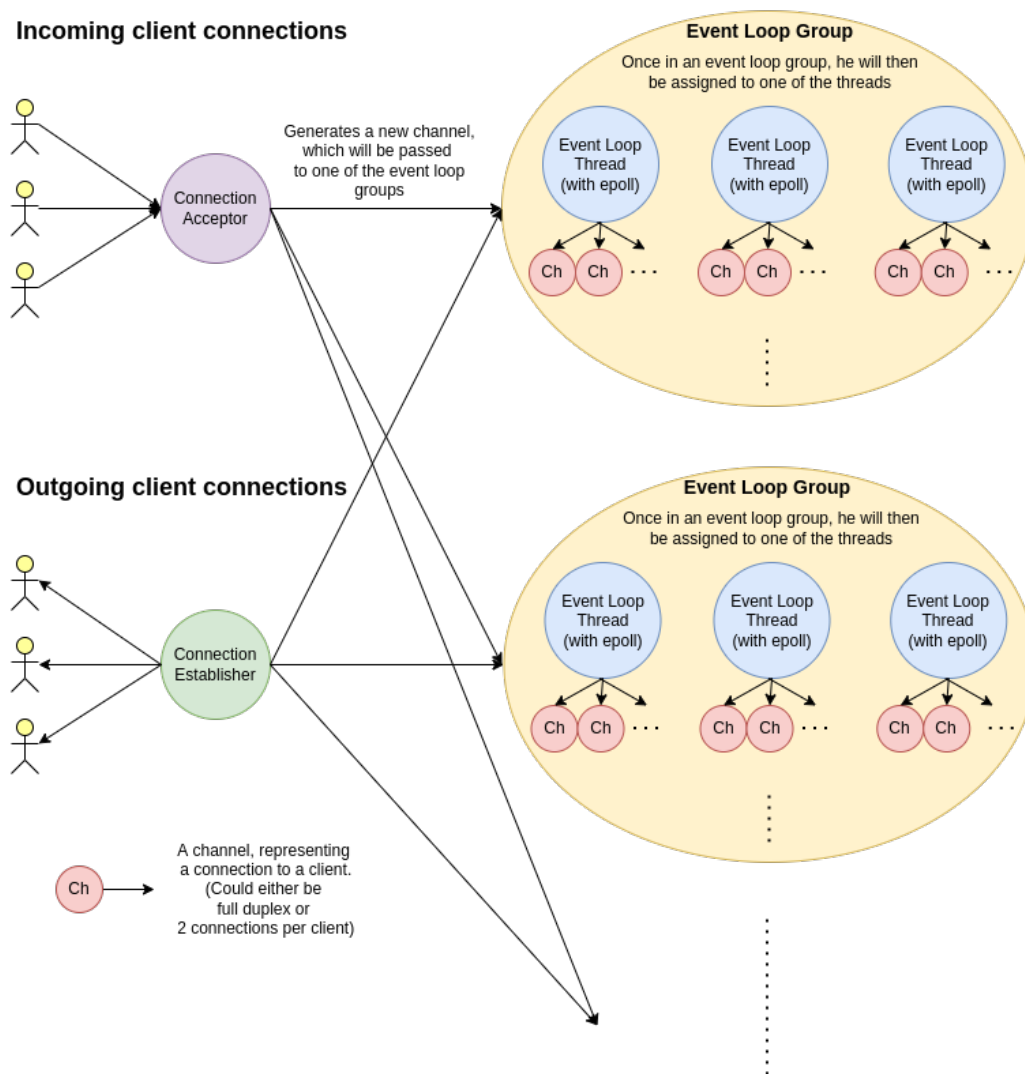 Incoming client connections
Generates a new channel,
which will be passed
to one of the event loop
groups
Connection
Acceptor
Event Loop Group
Once in an event loop group, he will then
be assigned to one of the threads
Event Loop
Thread
(with epoll)
Event Loop
Thread
(with epoll)
Event Loop
Thread
(with epoll)
Ch
Ch
. . .
Ch
Ch
. . .
Ch
Ch
. . .
Outgoing client connections
Connection
Establisher
Event Loop Group
Once in an event loop group, he will then
be assigned to one of the threads
Event Loop
Thread
(with epoll)
Event Loop
Thread
(with epoll)
Event Loop
Thread
(with epoll)
Ch
Ch
. . .
Ch
Ch
. . .
Ch
Ch
. . .
Ch
A channel, representing
a connection to a client.
(Could either be
full duplex or
2 connections per client)